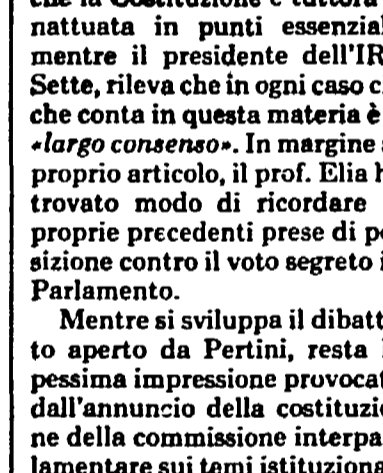 che la Costituzione è tuttora
nattuata in punti essenzial
mentre il presidente dell'IR
Sette, rileva che in ogni caso c
che conta in questa materia è
«largo consenso». In margine
proprio articolo, il prof. Elia h
trovato modo di ricordare
proprie precedenti prese di p
sizione contro il voto segreto i
Parlamento.
Mentre si sviluppa il dibatt
to aperto da Pertini, resta
pessima impressione provocat
dall'annuncio della costituzi
ne della commissione interpa
lamentare sui temi istituziona